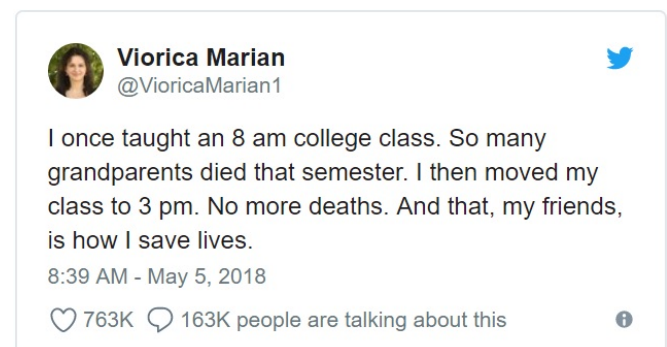 Viorica Marian
@VioricaMarian1
I once taught an 8 am college class. So many
grandparents died that semester. I then moved my
class to 3 pm. No more deaths. And that, my friends,
is how I save lives.
8:39 AM - May 5, 2018
763K 163K people are talking about this